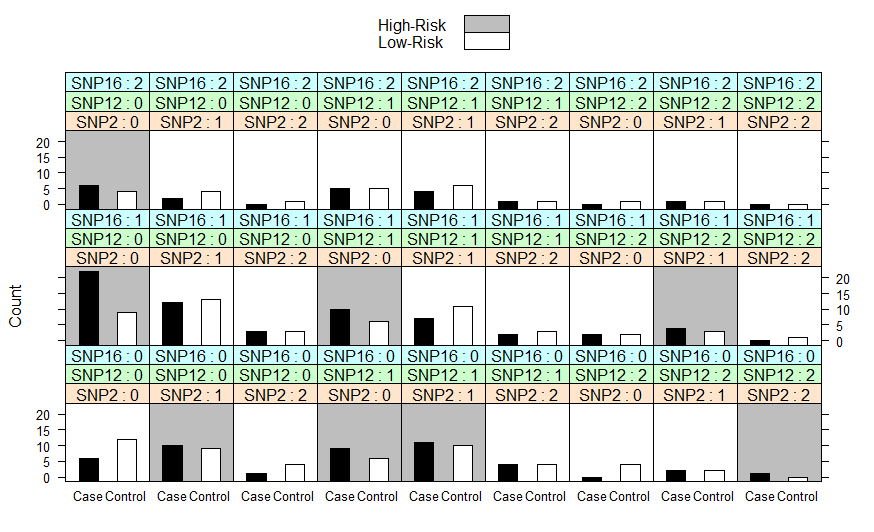 High-Risk
Low-Risk
SNP16 : 2 SNP16 : 2 SNP16 : 2 SNP16 : 2 SNP16 : 2 SNP16 : 2 SNP16 : 2 SNP16 : 2 SNP16 : 2
SNP12 : 0 SNP12 : 0 SNP12 : 0 SNP12 : 1 SNP12 : 1 SNP12 : 1 SNP12 : 2 SNP12 : 2 SNP12 : 2
SNP2 : 0 SNP2 : 1 SNP2 : 2 SNP2 : 0 SNP2 : 1 SNP2 : 2 SNP2 : 0 SNP2 : 1 SNP2 : 2
20
15
10
5
0
SNP16 : 1 SNP16 : 1 SNP16 : 1 SNP16 : 1 SNP16 : 1 SNP16 : 1 SNP16 : 1 SNP16 : 1 SNP16 : 1
SNP12 : 0 SNP12 : 0 SNP12 : 0 SNP12 : 1 SNP12 : 1 SNP12 : 1 SNP12 : 2 SNP12 : 2 SNP12 : 2
SNP2 : 0 SNP2 : 1 SNP2 : 2 SNP2 : 0 SNP2 : 1 SNP2 : 2 SNP2 : 0 SNP2 : 1 SNP2 : 2
20
15
10
5
0
Count
SNP16 : 0 SNP16 : 0 SNP16 : 0 SNP16 : 0 SNP16 : 0 SNP16 : 0 SNP16 : 0 SNP16 : 0 SNP16 : 0
SNP12 : 0 SNP12 : 0 SNP12 : 0 SNP12 : 1 SNP12 : 1 SNP12 : 1 SNP12 : 2 SNP12 : 2 SNP12 : 2
SNP2 : 0 SNP2 : 1 SNP2 : 2 SNP2 : 0 SNP2 : 1 SNP2 : 2 SNP2 : 0 SNP2 : 1 SNP2 : 2
20
15
10
5
0
Case Control Case Control Case Control Case Control Case Control Case Control Case Control Case Control Case Control